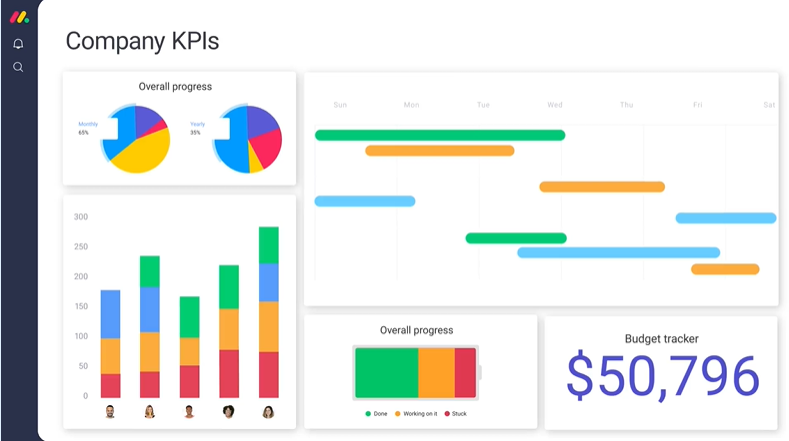 Company KPIs
Overall progress
Monthly
65%
Yearly
35%
Sun Mon Tue Wed Thu Fri Sat
300
250
200
150
100
50
0
Overall progress
Done Working on it Stuck
Budget tracker
$50,796